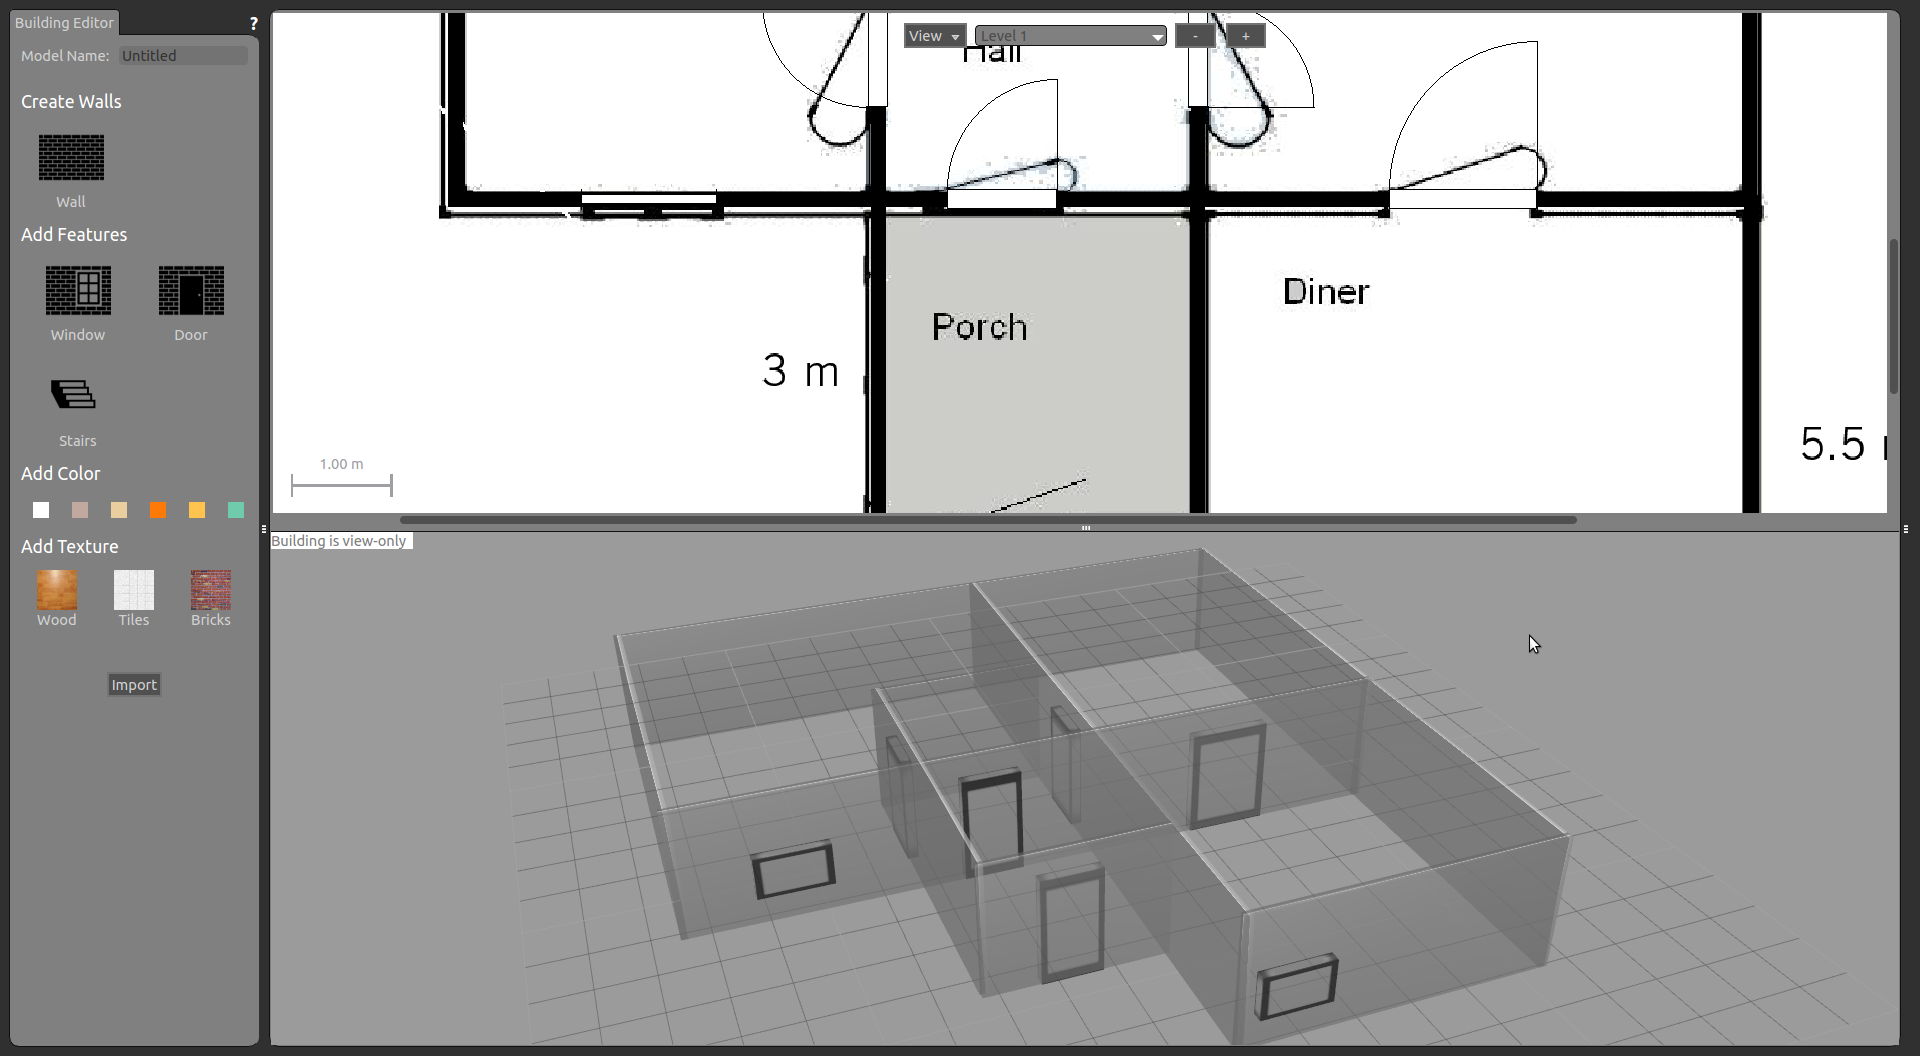 Building Editor
?
Model Name: Untitled
Create Walls
Wall
Add Features
Window Door
Stairs
Add Color
Add Texture
Wood Tiles Bricks
Import
View Level 1 - +
Hall
Diner
Porch
3 m
5.5
1.00 m
Building is view-only